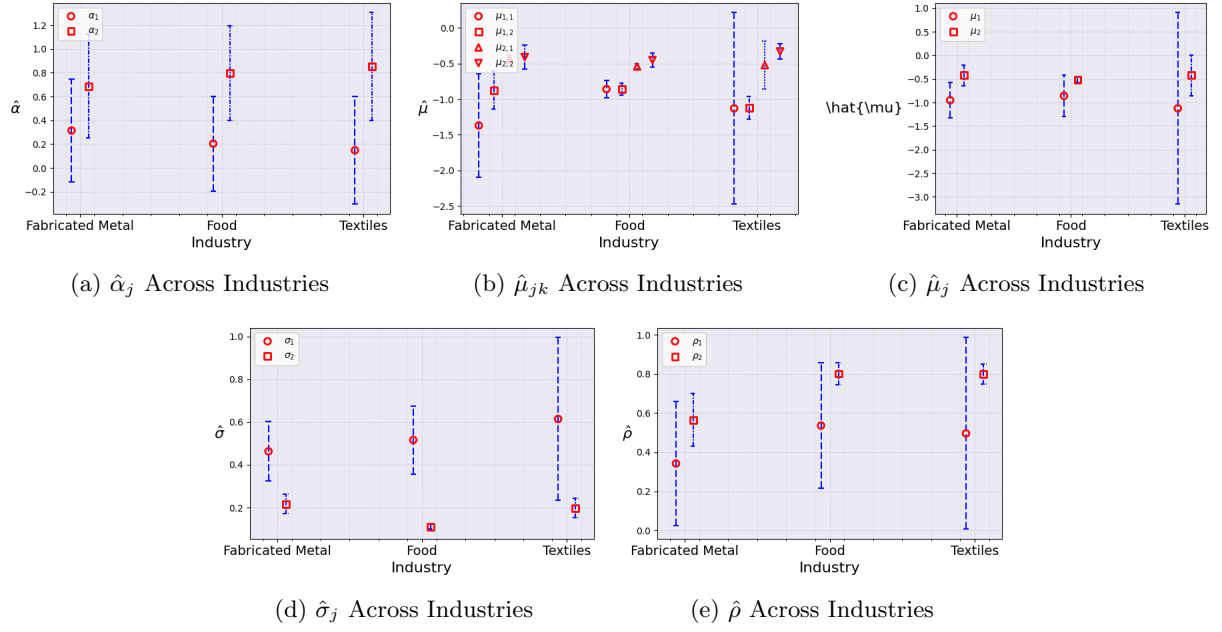 α₁
α₂
1.2
1.0
0.8
0.6
0.4
0.2
0.0
−0.2
α̂
Fabricated Metal Food Textiles
Industry
μ₁,₁
μ₁,₂
μ₂,₁
μ₂,₂
0.0
−0.5
−1.0
−1.5
−2.0
−2.5
μ̂
Fabricated Metal Food Textiles
Industry
μ₁
μ₂
1.0
0.5
0.0
−0.5
−1.0
−1.5
−2.0
−2.5
−3.0
\hat{\mu}
Fabricated Metal Food Textiles
Industry
(a) α̂ⱼ Across Industries
(b) μ̂ⱼₖ Across Industries
(c) μ̂ⱼ Across Industries
σ₁
σ₂
1.0
0.8
0.6
0.4
0.2
σ̂
Fabricated Metal Food Textiles
Industry
ρ₁
ρ₂
1.0
0.8
0.6
0.4
0.2
0.0
ρ̂
Fabricated Metal Food Textiles
Industry
(d) σ̂ⱼ Across Industries
(e) ρ̂ Across Industries